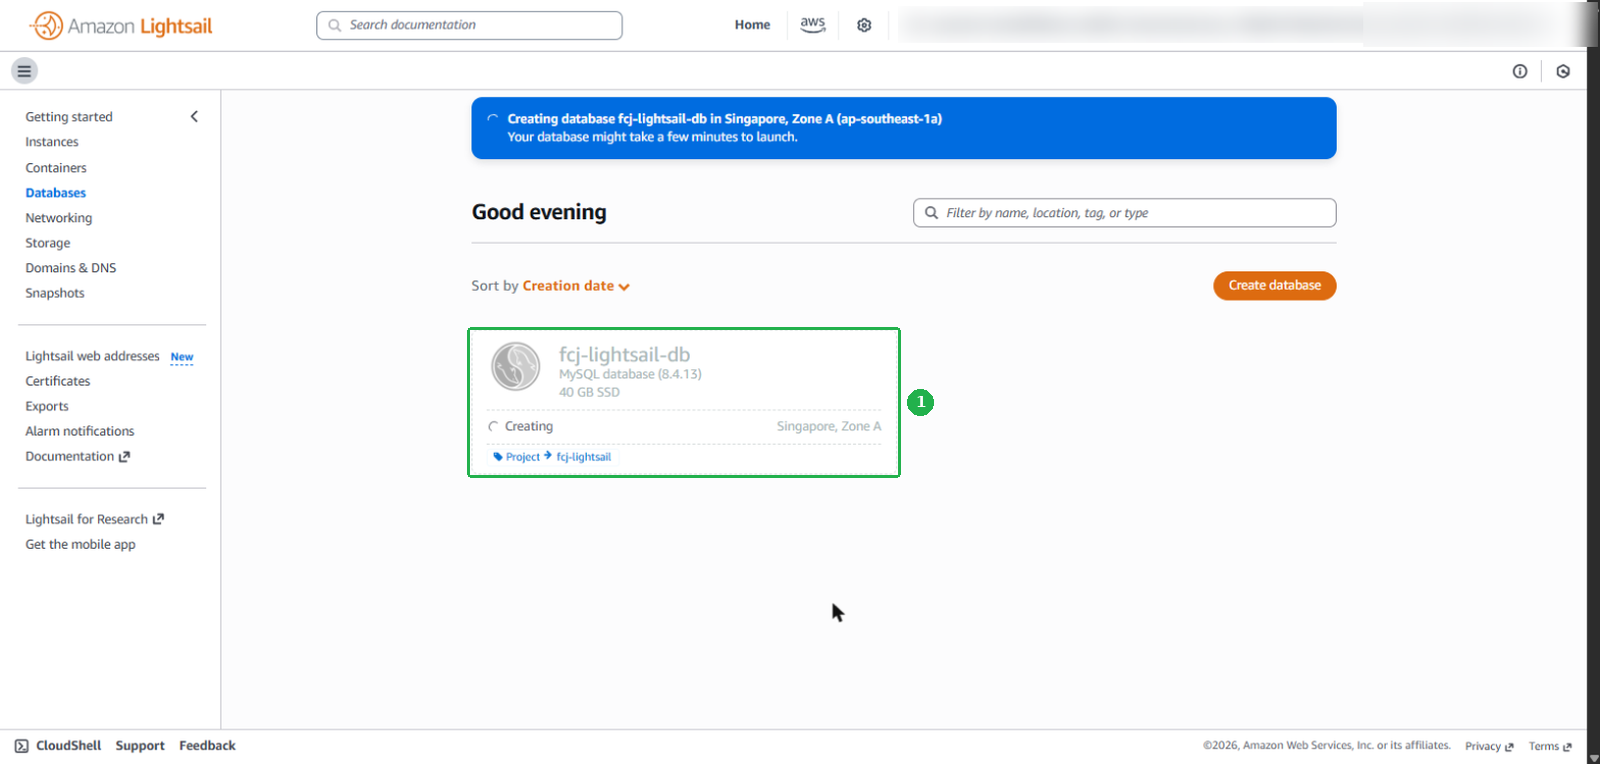 Amazon Lightsail
Search documentation
Home
aws
Getting started
Instances
Containers
Databases
Networking
Storage
Domains & DNS
Snapshots
Lightsail web addresses New
Certificates
Exports
Alarm notifications
Documentation
Lightsail for Research
Get the mobile app
Creating database fcj-lightsail-db in Singapore, Zone A (ap-southeast-1a)
Your database might take a few minutes to launch.
Good evening
Filter by name, location, tag, or type
Sort by Creation date
Create database
fcj-lightsail-db
MySQL database (8.4.13)
40 GB SSD
Creating
Singapore, Zone A
Project → fcj-lightsail
1
CloudShell Support Feedback
©2026, Amazon Web Services, Inc. or its affiliates. Privacy Terms